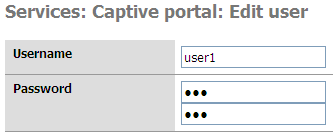 Services: Captive portal: Edit user
Username
user1
Password
●●●
●●●